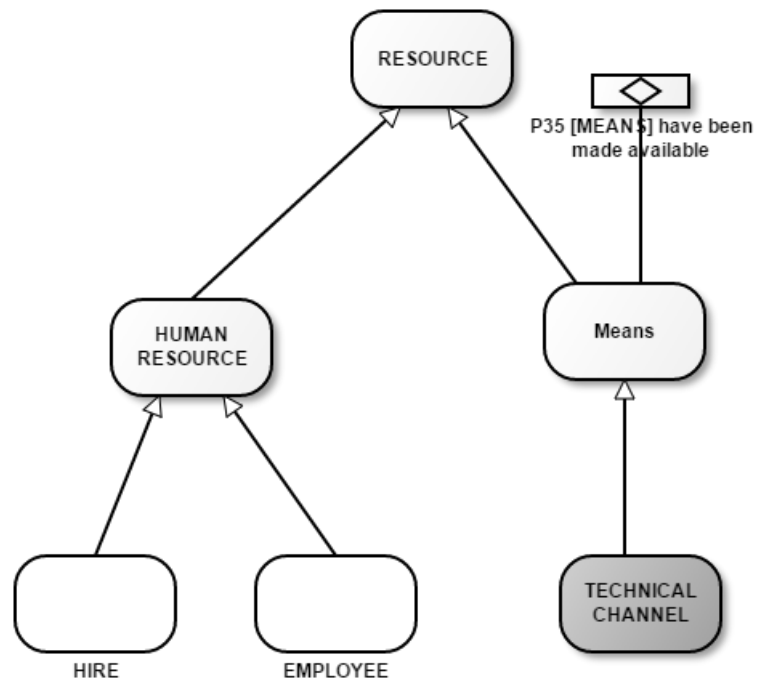 RESOURCE
P35 [MEANS] have been
made available
HUMAN
RESOURCE
Means
TECHNICAL
CHANNEL
HIRE
EMPLOYEE